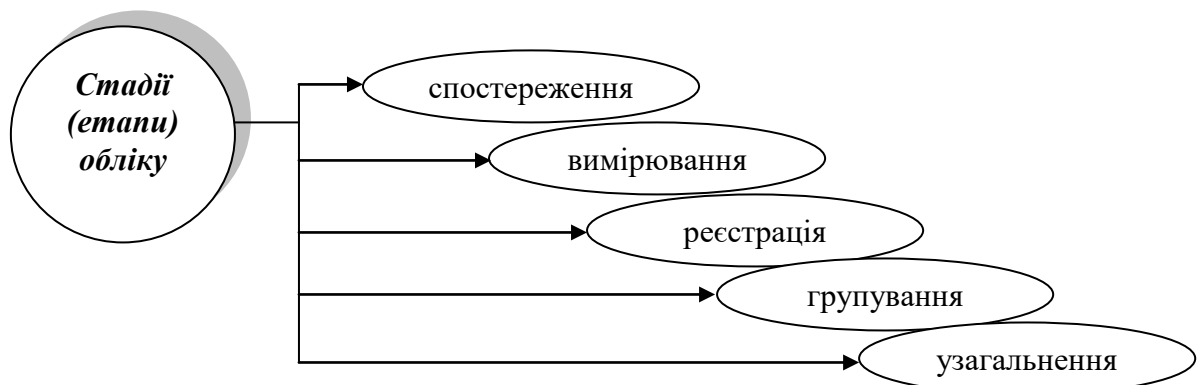 Стадії
(етапи)
обліку
спостереження
вимірювання
реєстрація
групування
узагальнення